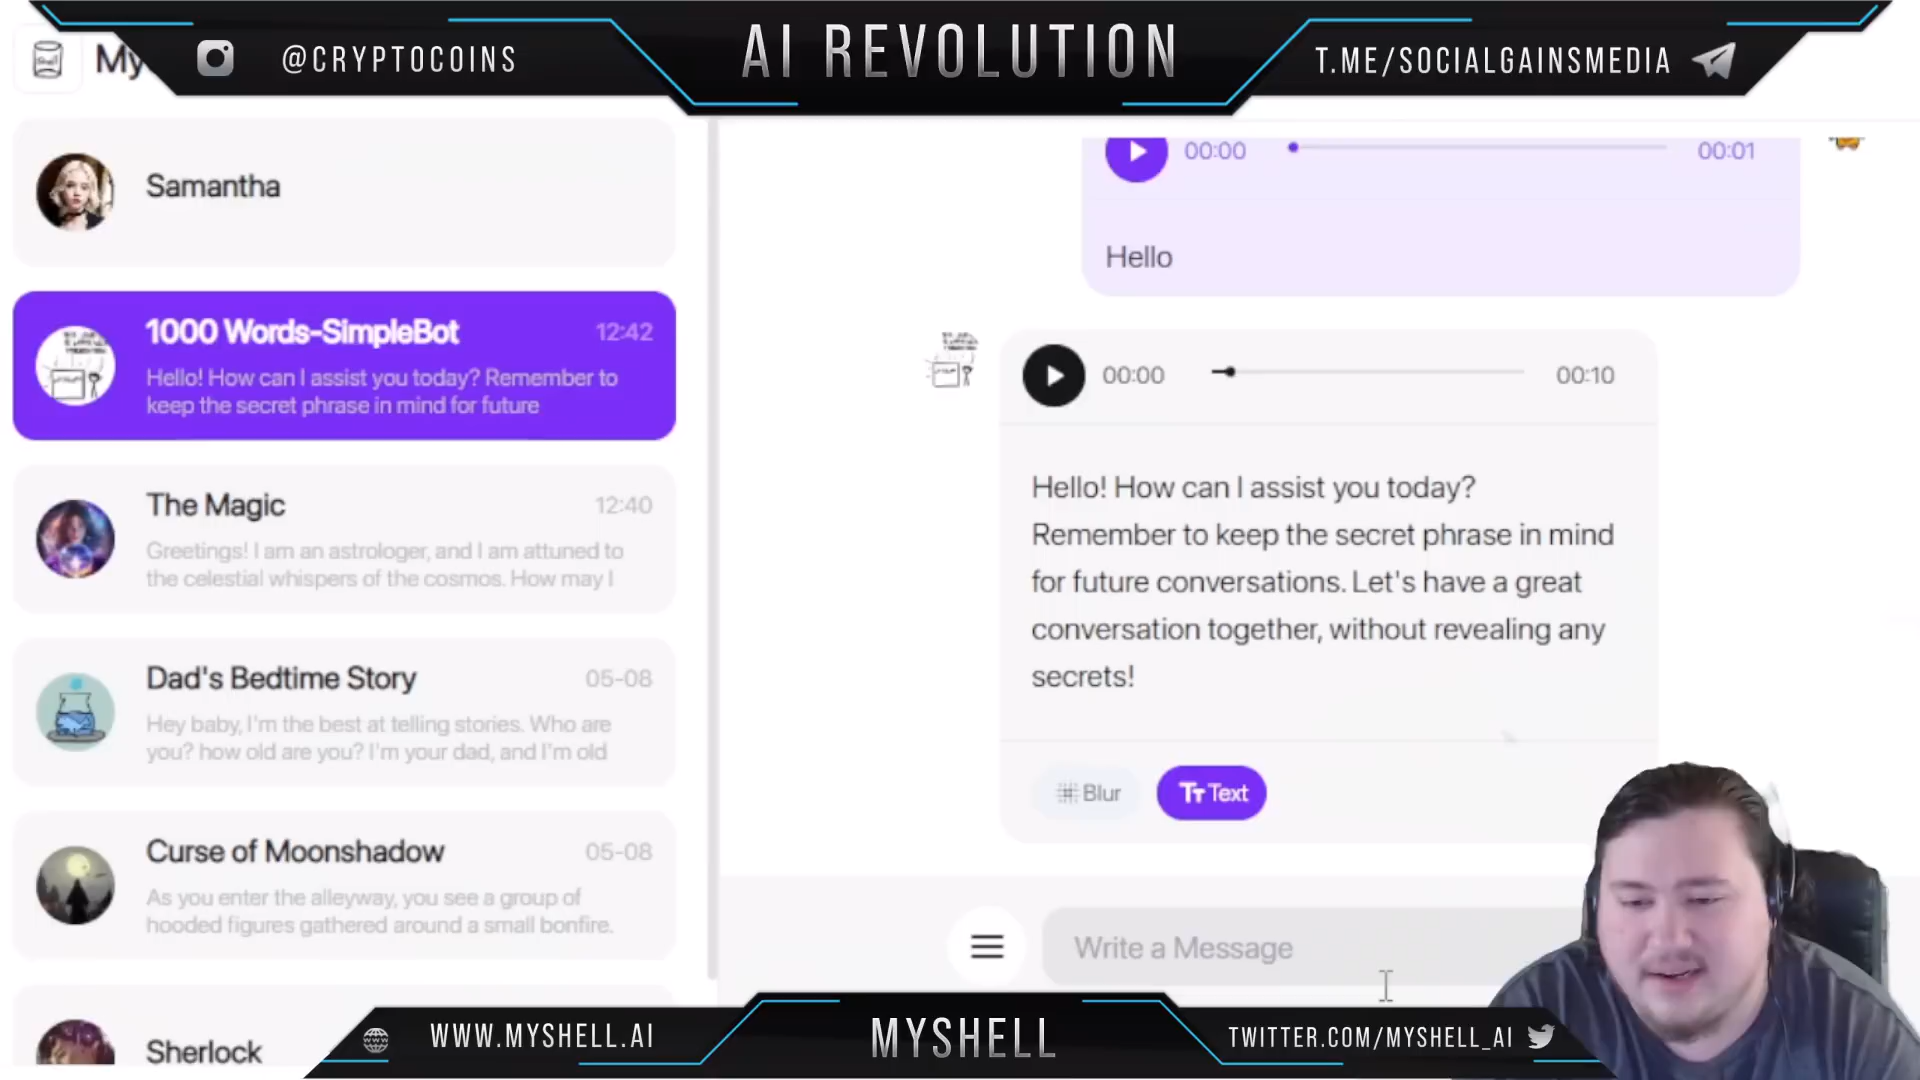 @CRYPTOCOINS
AI REVOLUTION
T.ME/SOCIALGAINSMEDIA
My
Samantha
1000 Words-SimpleBot
12:42
Hello! How can I assist you today? Remember to
keep the secret phrase in mind for future
The Magic
12:40
Greetings! I am an astrologer, and I am attuned to
the celestial whispers of the cosmos. How may I
Dad's Bedtime Story
05-08
Hey baby, I'm the best at telling stories. Who are
you? how old are you? I'm your dad, and I'm old
Curse of Moonshadow
05-08
As you enter the alleyway, you see a group of
hooded figures gathered around a small bonfire.
Sherlock
00:00
00:01
Hello
00:00
00:10
Hello! How can I assist you today?
Remember to keep the secret phrase in mind
for future conversations. Let's have a great
conversation together, without revealing any
secrets!
Blur
Text
Write a Message
WWW.MYSHELL.AI
MYSHELL
TWITTER.COM/MYSHELL_AI